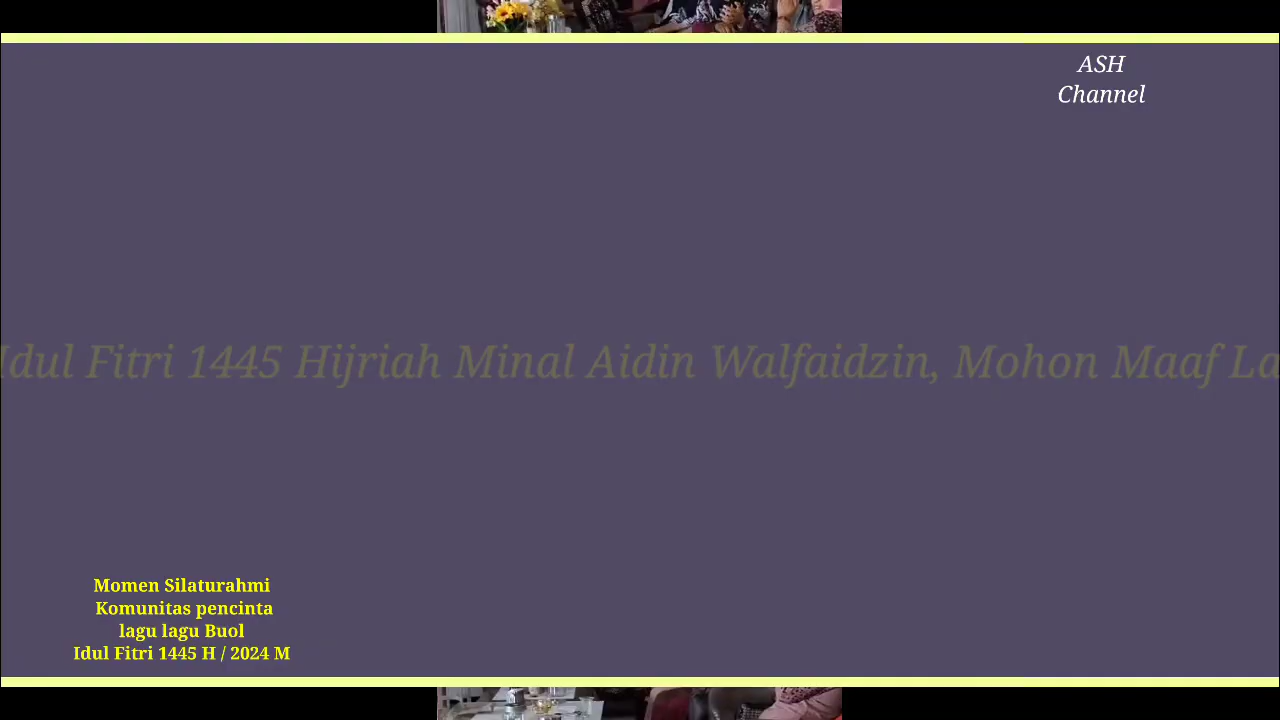 ASH
Channel
Idul Fitri 1445 Hijriah Minal Aidin Walfaidzin, Mohon Maaf La
Momen Silaturahmi
Komunitas pencinta
lagu lagu Buol
Idul Fitri 1445 H / 2024 M